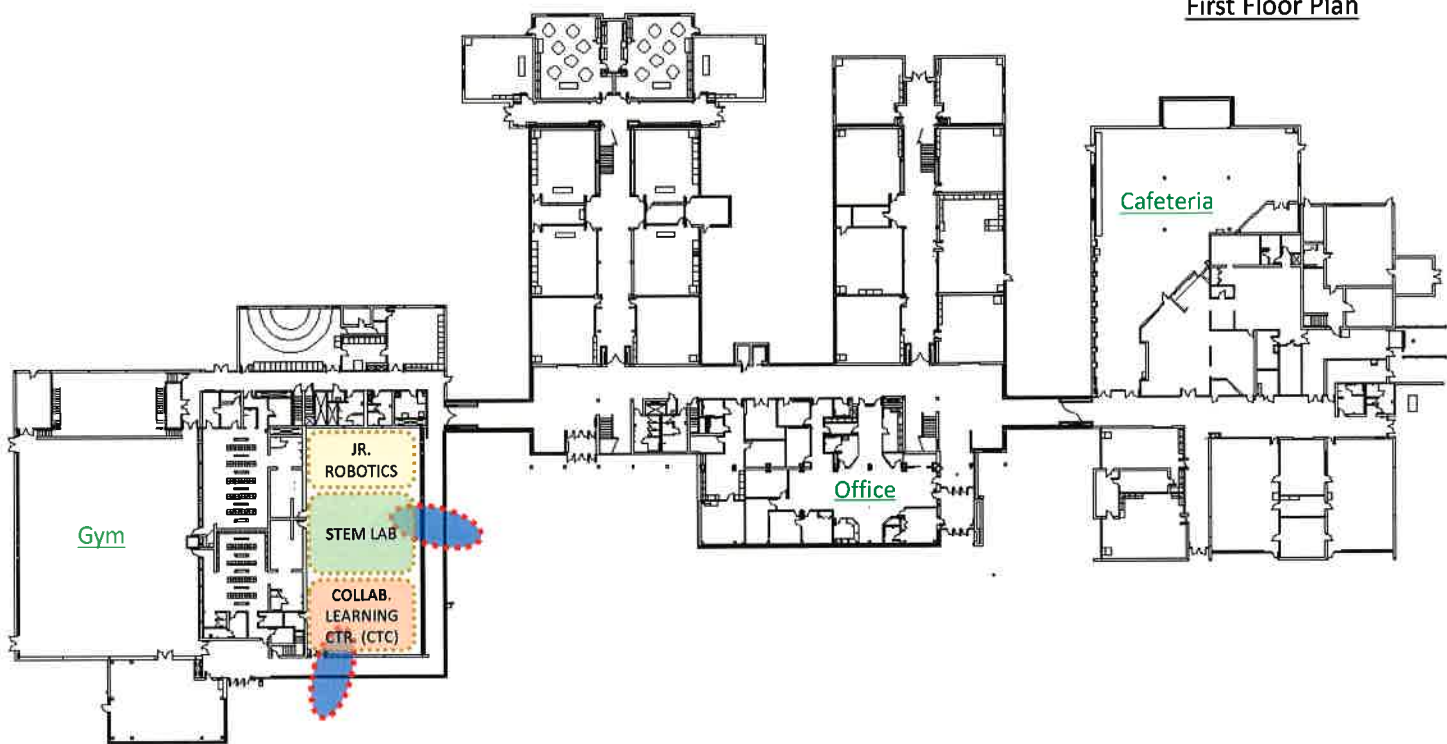 First Floor Plan
Cafeteria
JR.
ROBOTICS
Office
STEM LAB
Gym
COLLAB.
LEARNING
CTR. (CTC)